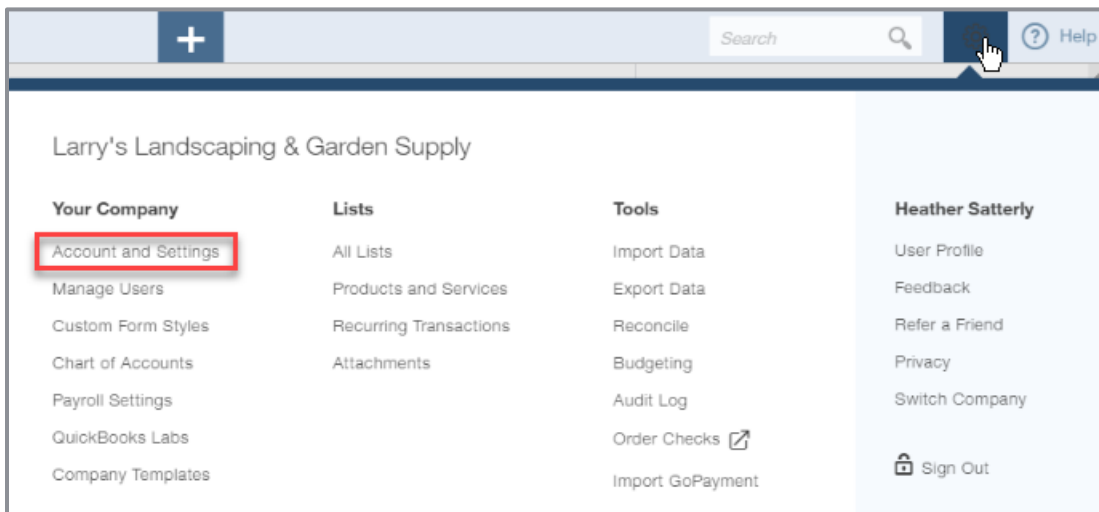 +
Search
? Help
Larry's Landscaping & Garden Supply
Your Company
Account and Settings
Manage Users
Custom Form Styles
Chart of Accounts
Payroll Settings
QuickBooks Labs
Company Templates
Lists
All Lists
Products and Services
Recurring Transactions
Attachments
Tools
Import Data
Export Data
Reconcile
Budgeting
Audit Log
Order Checks
Import GoPayment
Heather Satterly
User Profile
Feedback
Refer a Friend
Privacy
Switch Company
Sign Out